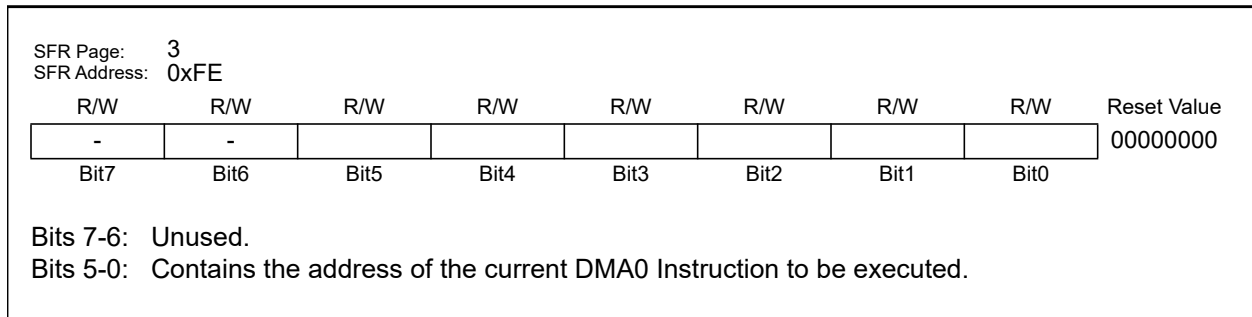 SFR Page: 3
SFR Address: 0xFE
R/W R/W R/W R/W R/W R/W R/W R/W Reset Value
- - 00000000
Bit7 Bit6 Bit5 Bit4 Bit3 Bit2 Bit1 Bit0
Bits 7-6: Unused.
Bits 5-0: Contains the address of the current DMA0 Instruction to be executed.